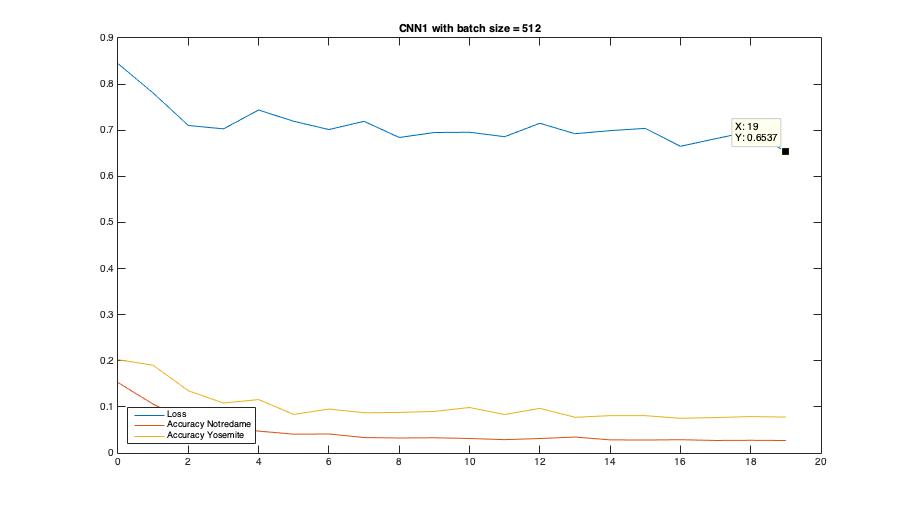 CNN1 with batch size = 512
0.9
0.8
0.7
0.6
0.5
0.4
0.3
0.2
0.1
0
X: 19
Y: 0.6537
Loss
Accuracy Notredame
Accuracy Yosemite
0 2 4 6 8 10 12 14 16 18 20